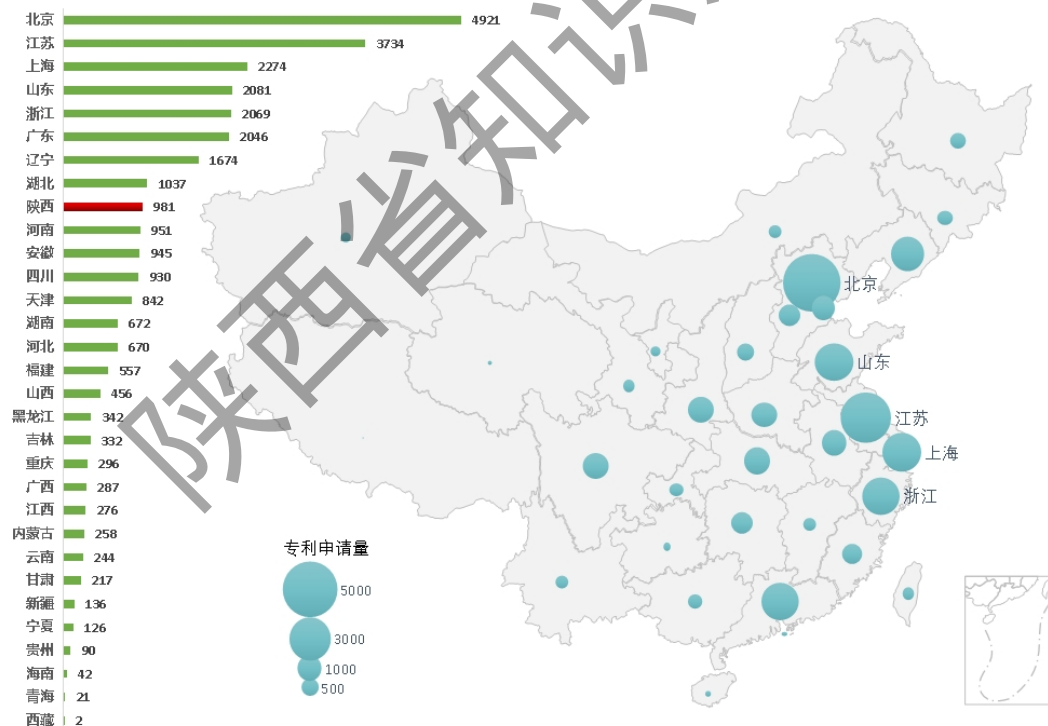 北京 4921
江苏 3734
上海 2274
山东 2081
浙江 2069
广东 2046
辽宁 1674
湖北 1037
陕西 981
河南 951
安徽 945
四川 930
天津 842
湖南 672
河北 670
福建 557
山西 456
黑龙江 342
吉林 332
重庆 296
广西 287
江西 276
内蒙古 258
云南 244
甘肃 217
新疆 136
宁夏 126
贵州 90
海南 42
青海 21
西藏 2
北京
山东
江苏
上海
浙江
专利申请量
5000
3000
1000
500
陕西省知识